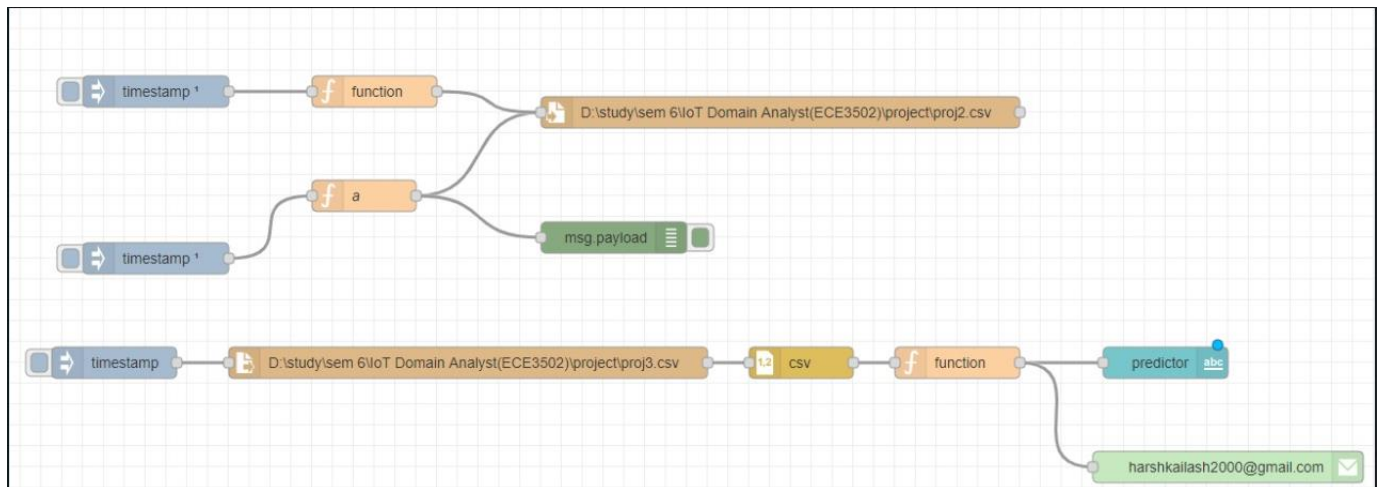 timestamp ¹
function
D:\study\sem 6\IoT Domain Analyst(ECE3502)\project\proj2.csv
a
msg.payload
timestamp ¹
timestamp
D:\study\sem 6\IoT Domain Analyst(ECE3502)\project\proj3.csv
1,2
csv
function
predictor
abc
harshkailash2000@gmail.com